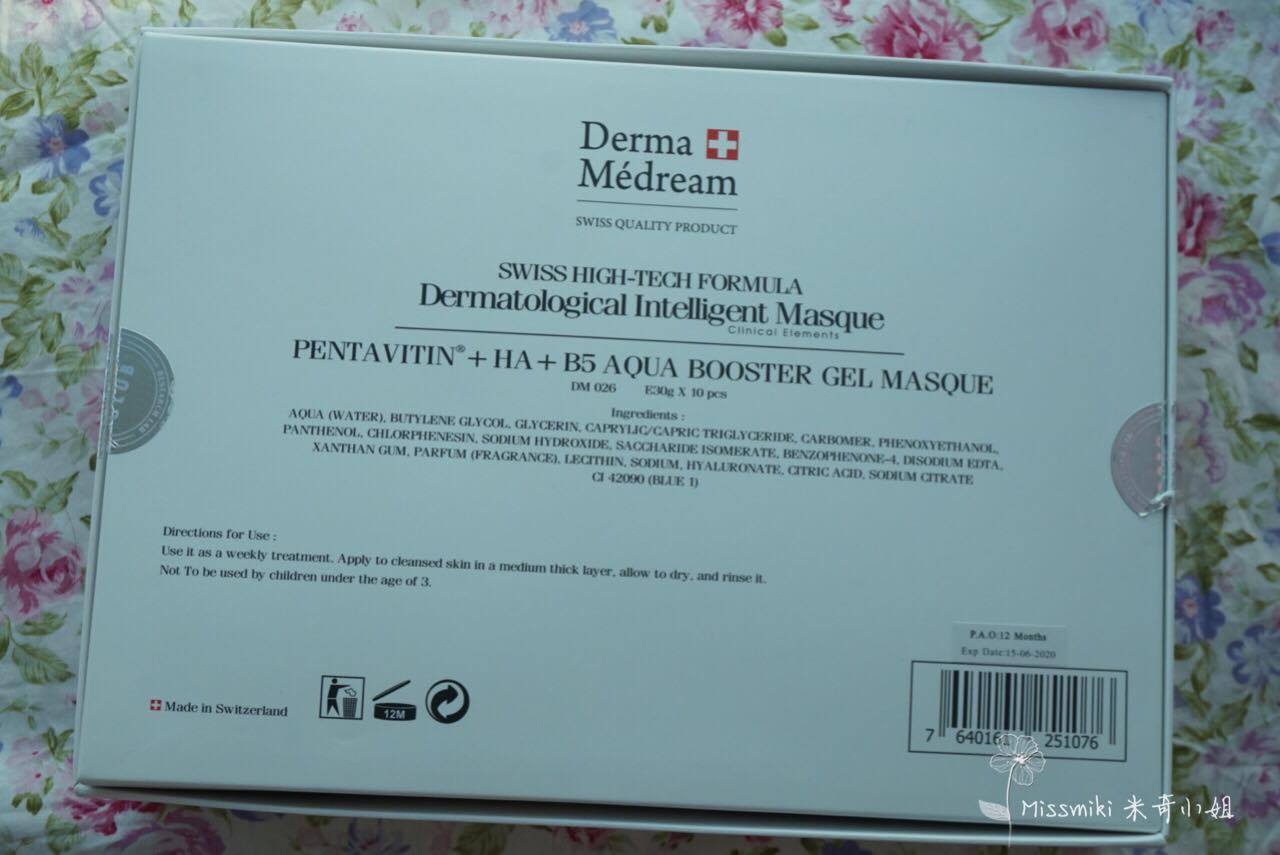 Derma
Médream
SWISS QUALITY PRODUCT
SWISS HIGH-TECH FORMULA
Dermatological Intelligent Masque
Clinical Elements
PENTAVITIN® + HA + B5 AQUA BOOSTER GEL MASQUE
DM 026 E30g X 10 pcs
Ingredients :
AQUA (WATER), BUTYLENE GLYCOL, GLYCERIN, CAPRYLIC/CAPRIC TRIGLYCERIDE, CARBOMER, PHENOXYETHANOL,
PANTHENOL, CHLORPHENESIN, SODIUM HYDROXIDE, SACCHARIDE ISOMERATE, BENZOPHENONE-4, DISODIUM EDTA,
XANTHAN GUM, PARFUM (FRAGRANCE), LECITHIN, SODIUM, HYALURONATE, CITRIC ACID, SODIUM CITRATE
CI 42090 (BLUE 1)
Directions for Use :
Use it as a weekly treatment. Apply to cleansed skin in a medium thick layer, allow to dry, and rinse it.
Not To be used by children under the age of 3.
P.A.O:12 Months
Exp Date:15-06-2020
Made in Switzerland
12M
7 64016 251076
Missmiki 米奇小姐